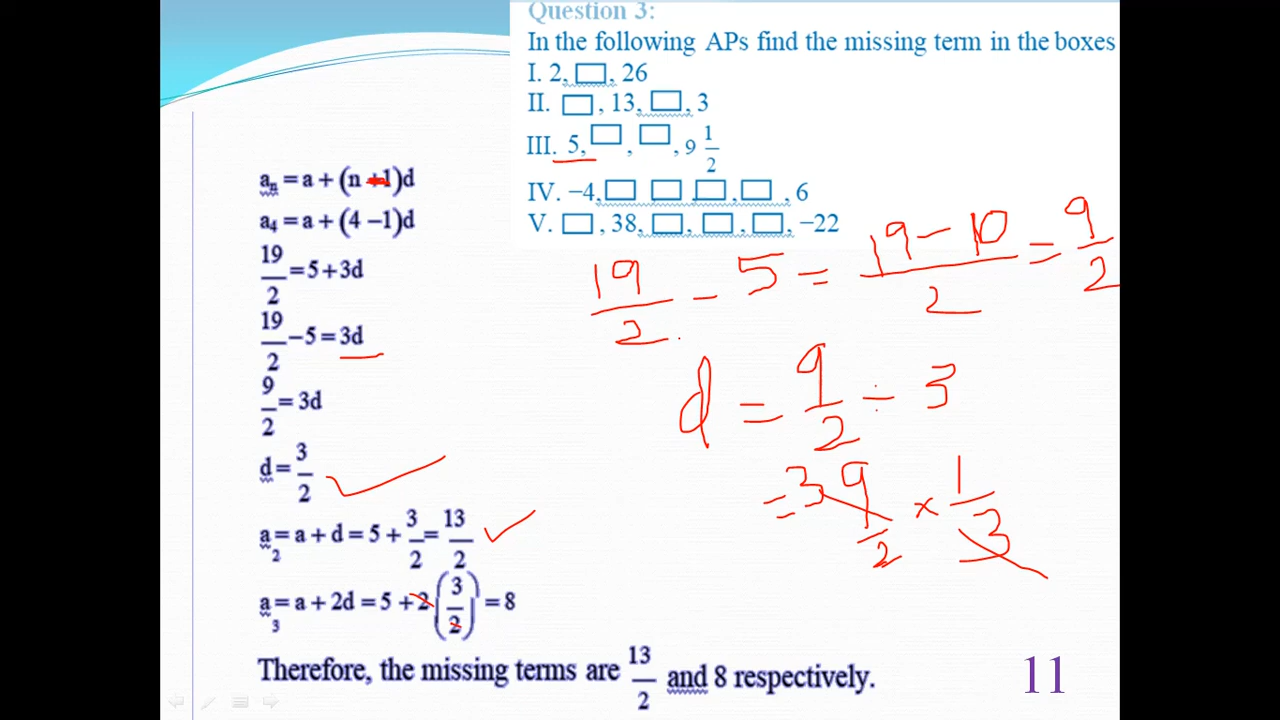 Question 3:
In the following APs find the missing term in the boxes
I. 2, □, 26
II. □, 13, □, 3
III. 5, □, □, 9 1/2
IV. −4, □ □ □, □, 6
V. □, 38, □, □, □, −22
aₙ = a + (n +1)d
a₄ = a + (4 −1)d
19/2 = 5 + 3d
19/2 − 5 = 3d
9/2 = 3d
d = 3/2
a₂ = a + d = 5 + 3/2 = 13/2
a₃ = a + 2d = 5 + 2(3/2) = 8
Therefore, the missing terms are 13/2 and 8 respectively.
19/2 − 5 = 19 − 10/2 = 9/2
d = 9/2 ÷ 3
= 3 9/2 × 1/3
11